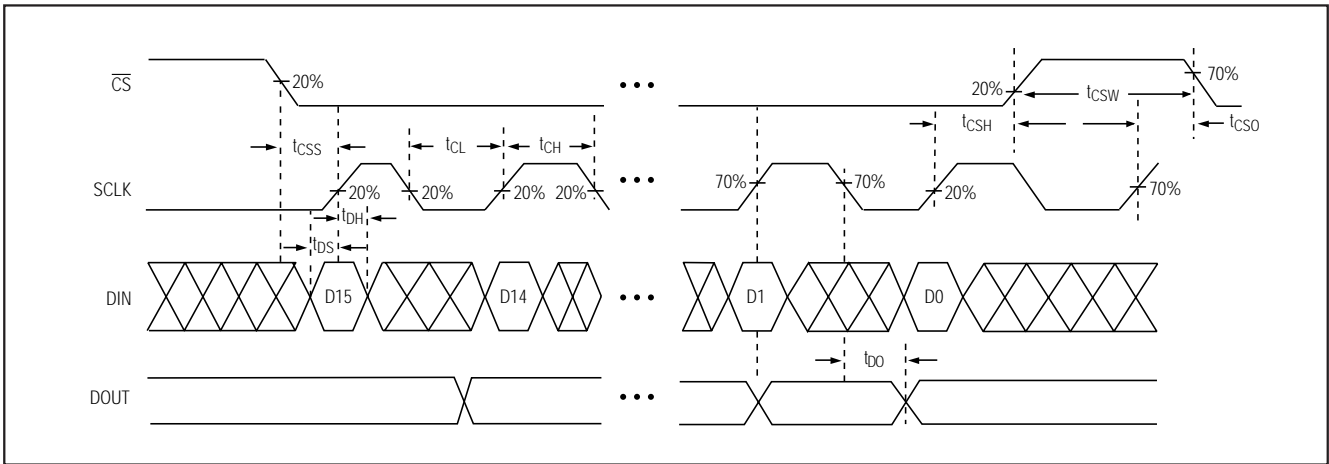 CS
20%
•••
20%
70%
tCSW
tCSS
tCL
tCH
tCSH
tCSO
SCLK
20%
20%
20%
20%
•••
70%
70%
20%
70%
tDH
tDS
DIN
D15
D14
•••
D1
D0
tDO
DOUT
•••